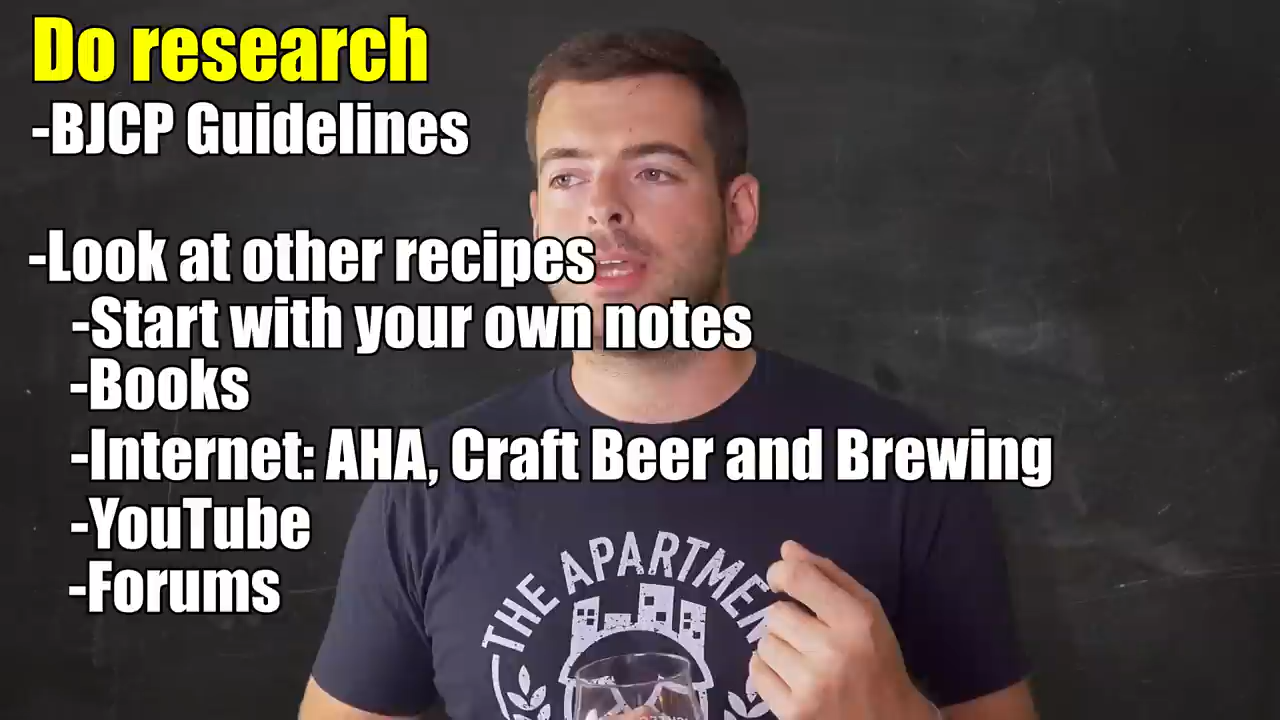 Do research
-BJCP Guidelines
-Look at other recipes
-Start with your own notes
-Books
-Internet: AHA, Craft Beer and Brewing
-YouTube
-Forums
THE APARTMEN